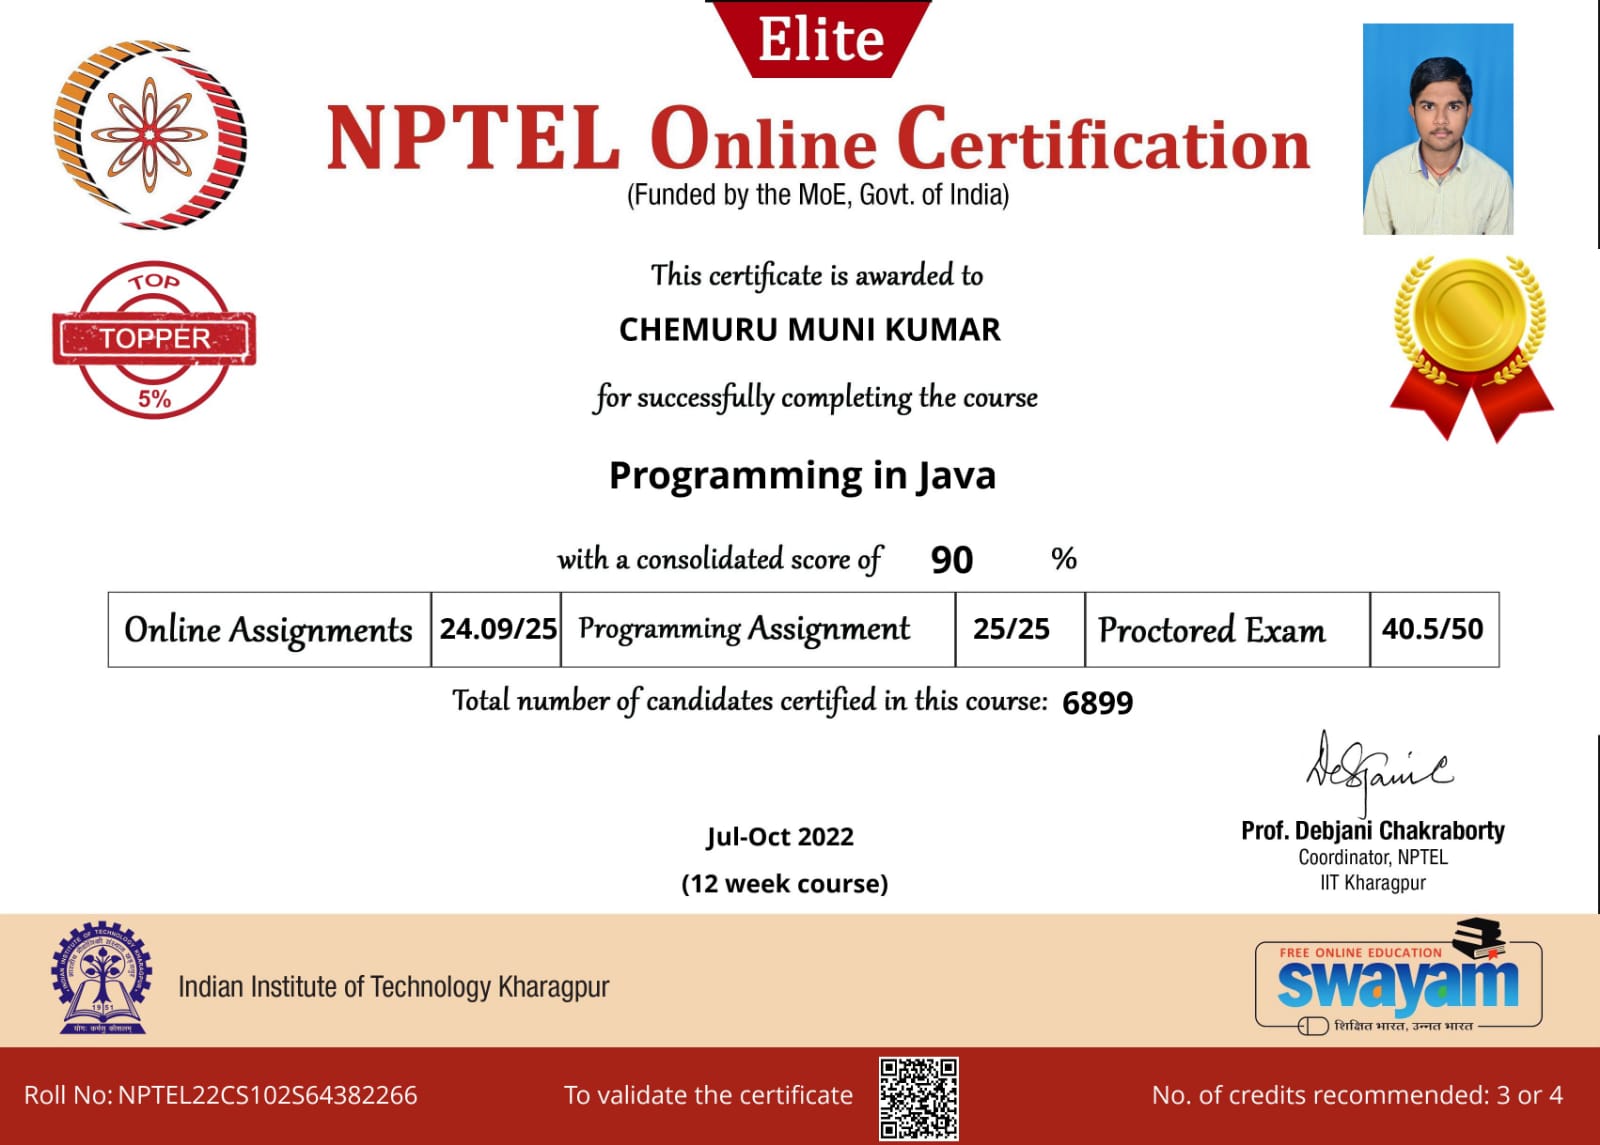 Elite
NPTEL Online Certification
(Funded by the MoE, Govt. of India)
This certificate is awarded to
CHEMURU MUNI KUMAR
for successfully completing the course
TOP
TOPPER
5%
Programming in Java
with a consolidated score of 90 %
Online Assignments 24.09/25 Programming Assignment 25/25 Proctored Exam 40.5/50
Total number of candidates certified in this course: 6899
Jul-Oct 2022
(12 week course)
Prof. Debjani Chakraborty
Coordinator, NPTEL
IIT Kharagpur
INDIAN INSTITUTE OF TECHNOLOGY KHARAGPUR
1951
योगः कर्मसु कौशलम्
Indian Institute of Technology Kharagpur
FREE ONLINE EDUCATION
swayam
शिक्षित भारत, उन्नत भारत
Roll No: NPTEL22CS102S64382266
To validate the certificate
No. of credits recommended: 3 or 4